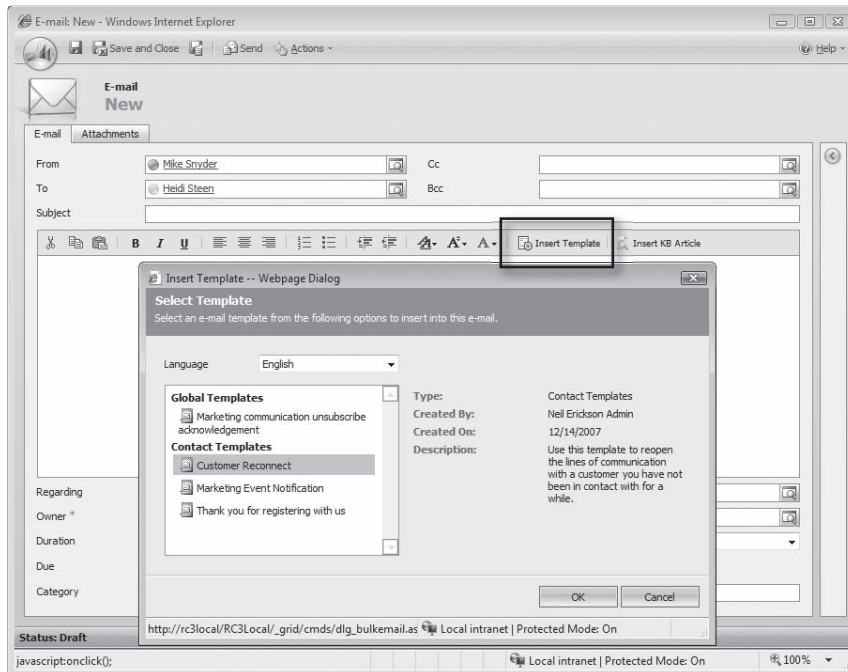 E-mail: New - Windows Internet Explorer
Save and Close Send Actions Help
E-mail
New
E-mail Attachments
From Mike Snyder Cc
To Heidi Steen Bcc
Subject
B I U A A A Insert Template Insert KB Article
Insert Template -- Webpage Dialog
Select Template
Select an e-mail template from the following options to insert into this e-mail.
Language English
Global Templates
Marketing communication unsubscribe
acknowledgement
Contact Templates
Customer Reconnect
Marketing Event Notification
Thank you for registering with us
Type: Contact Templates
Created By: Neil Erickson Admin
Created On: 12/14/2007
Description: Use this template to reopen
the lines of communication
with a customer you have not
been in contact with for a
while.
Regarding
Owner *
Duration
Due
Category
OK Cancel
http://rc3local/RC3Local/_grid/cmds/dlg_bulkemail.as Local intranet | Protected Mode: On
Status: Draft
javascript:onclick(); Local intranet | Protected Mode: On 100%